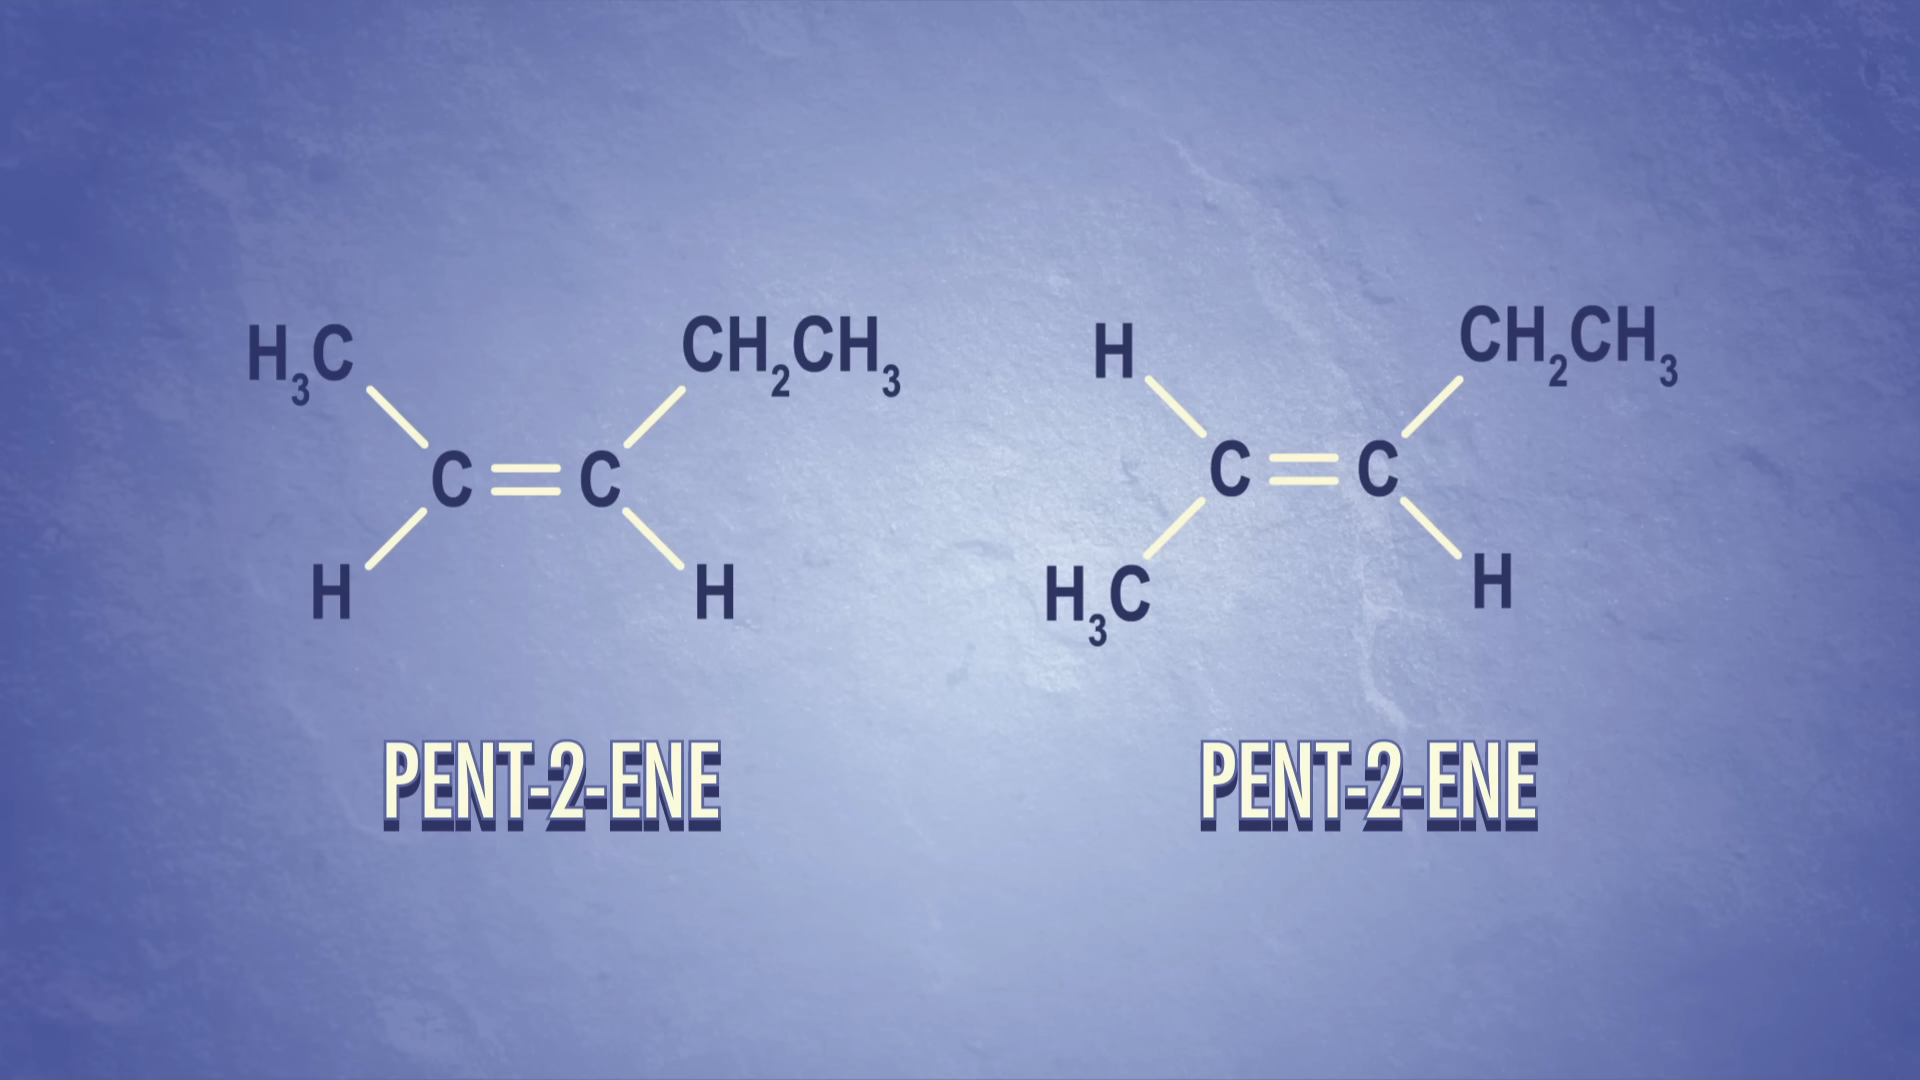 H₃C CH₂CH₃ H CH₂CH₃
C = C C = C
H H H₃C H
PENT-2-ENE PENT-2-ENE